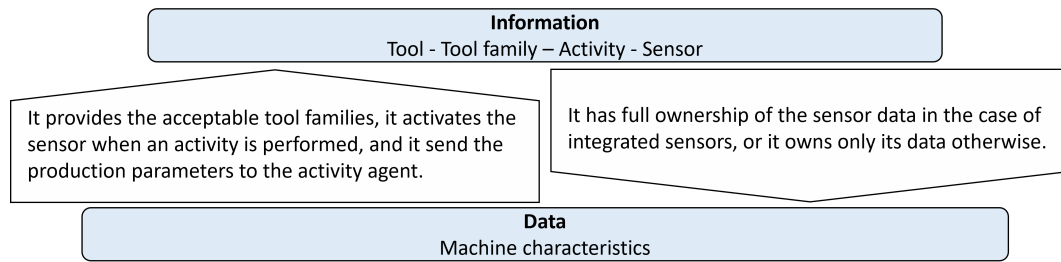 Information
Tool - Tool family – Activity - Sensor
It provides the acceptable tool families, it activates the
sensor when an activity is performed, and it send the
production parameters to the activity agent.
It has full ownership of the sensor data in the case of
integrated sensors, or it owns only its data otherwise.
Data
Machine characteristics